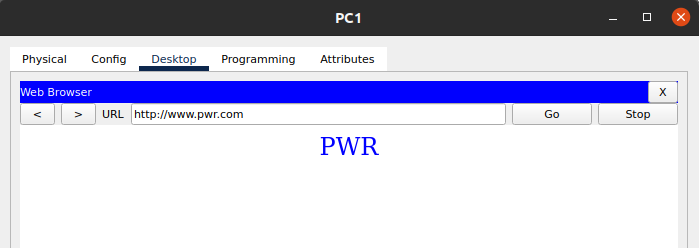 PC1
Physical Config Desktop Programming Attributes
Web Browser X
< > URL http://www.pwr.com Go Stop
PWR